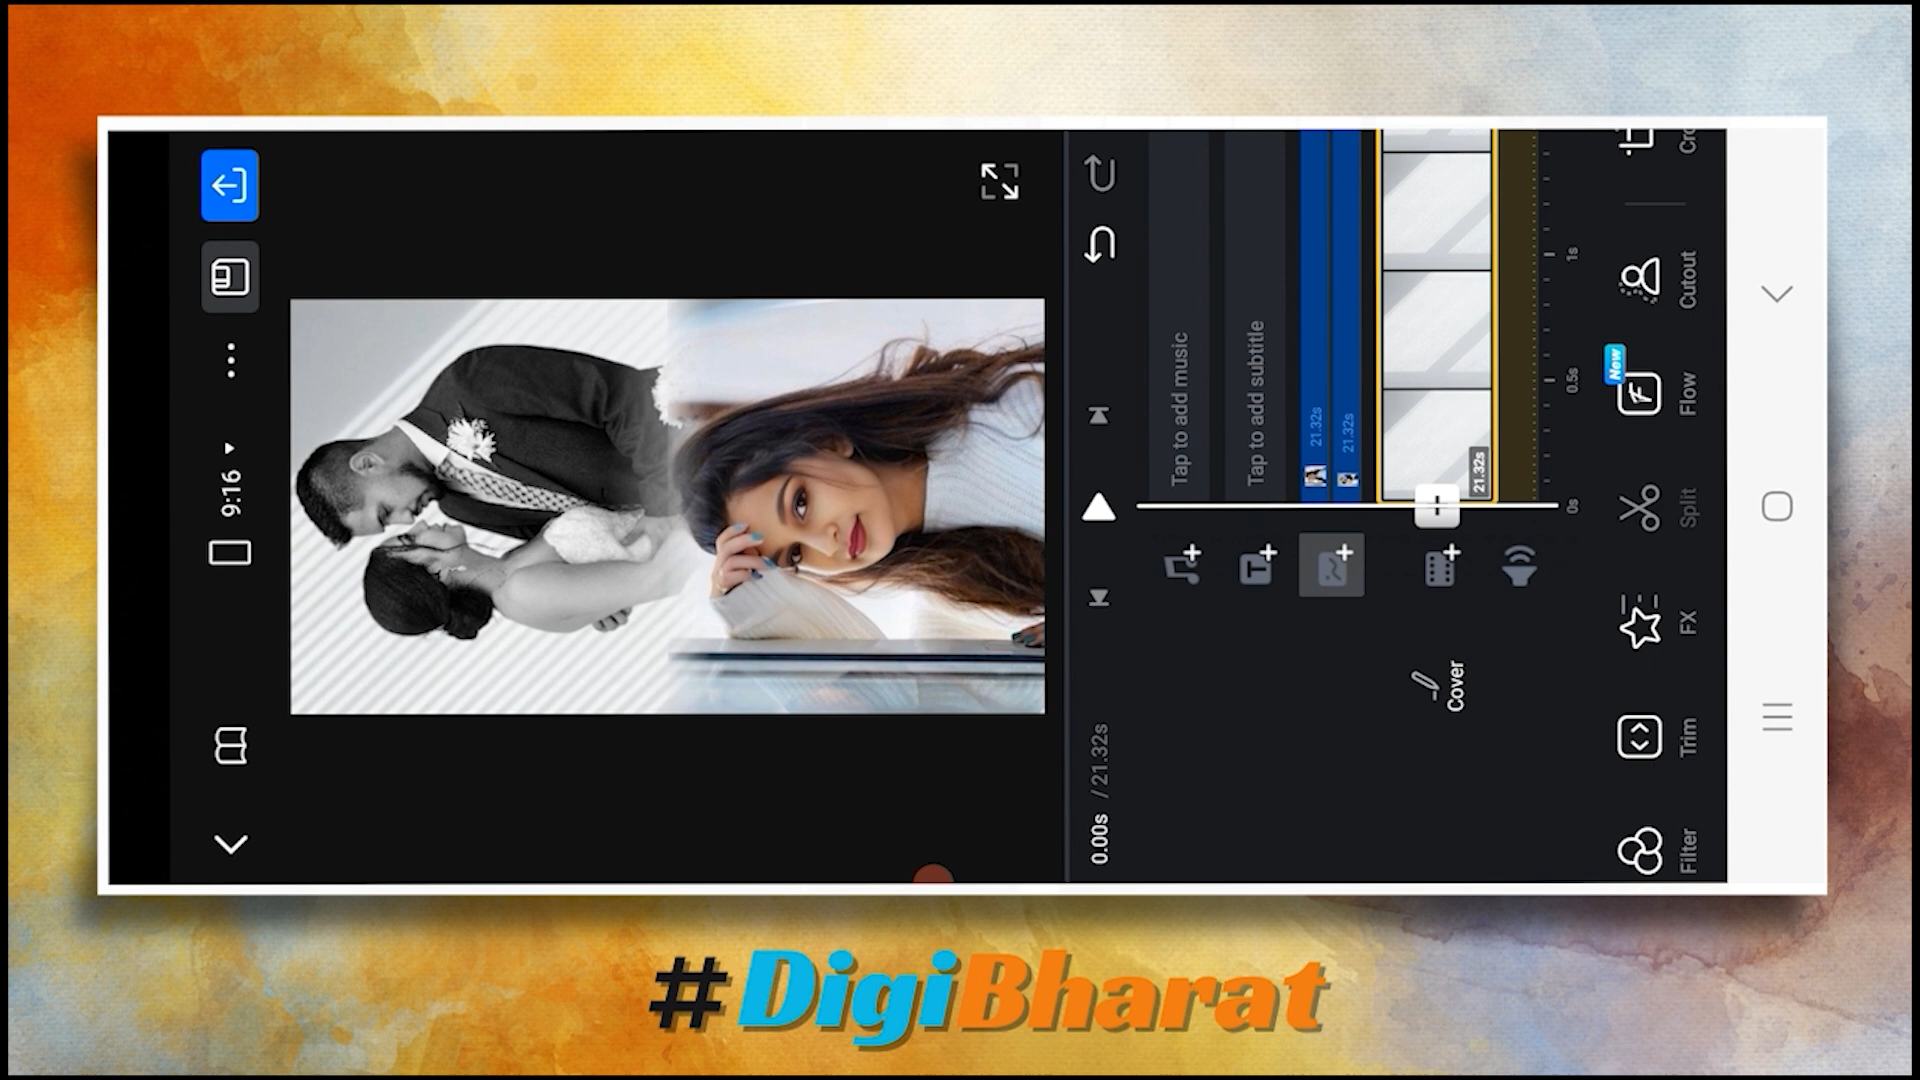 9:16
0.00s / 21.32s
Tap to add music
Tap to add subtitle
21.32s
21.32s
Cover
21.32s
0s
0.5s
1s
Filter
Trim
FX
Split
New
Flow
Cutout
Cro
#DigiBharat